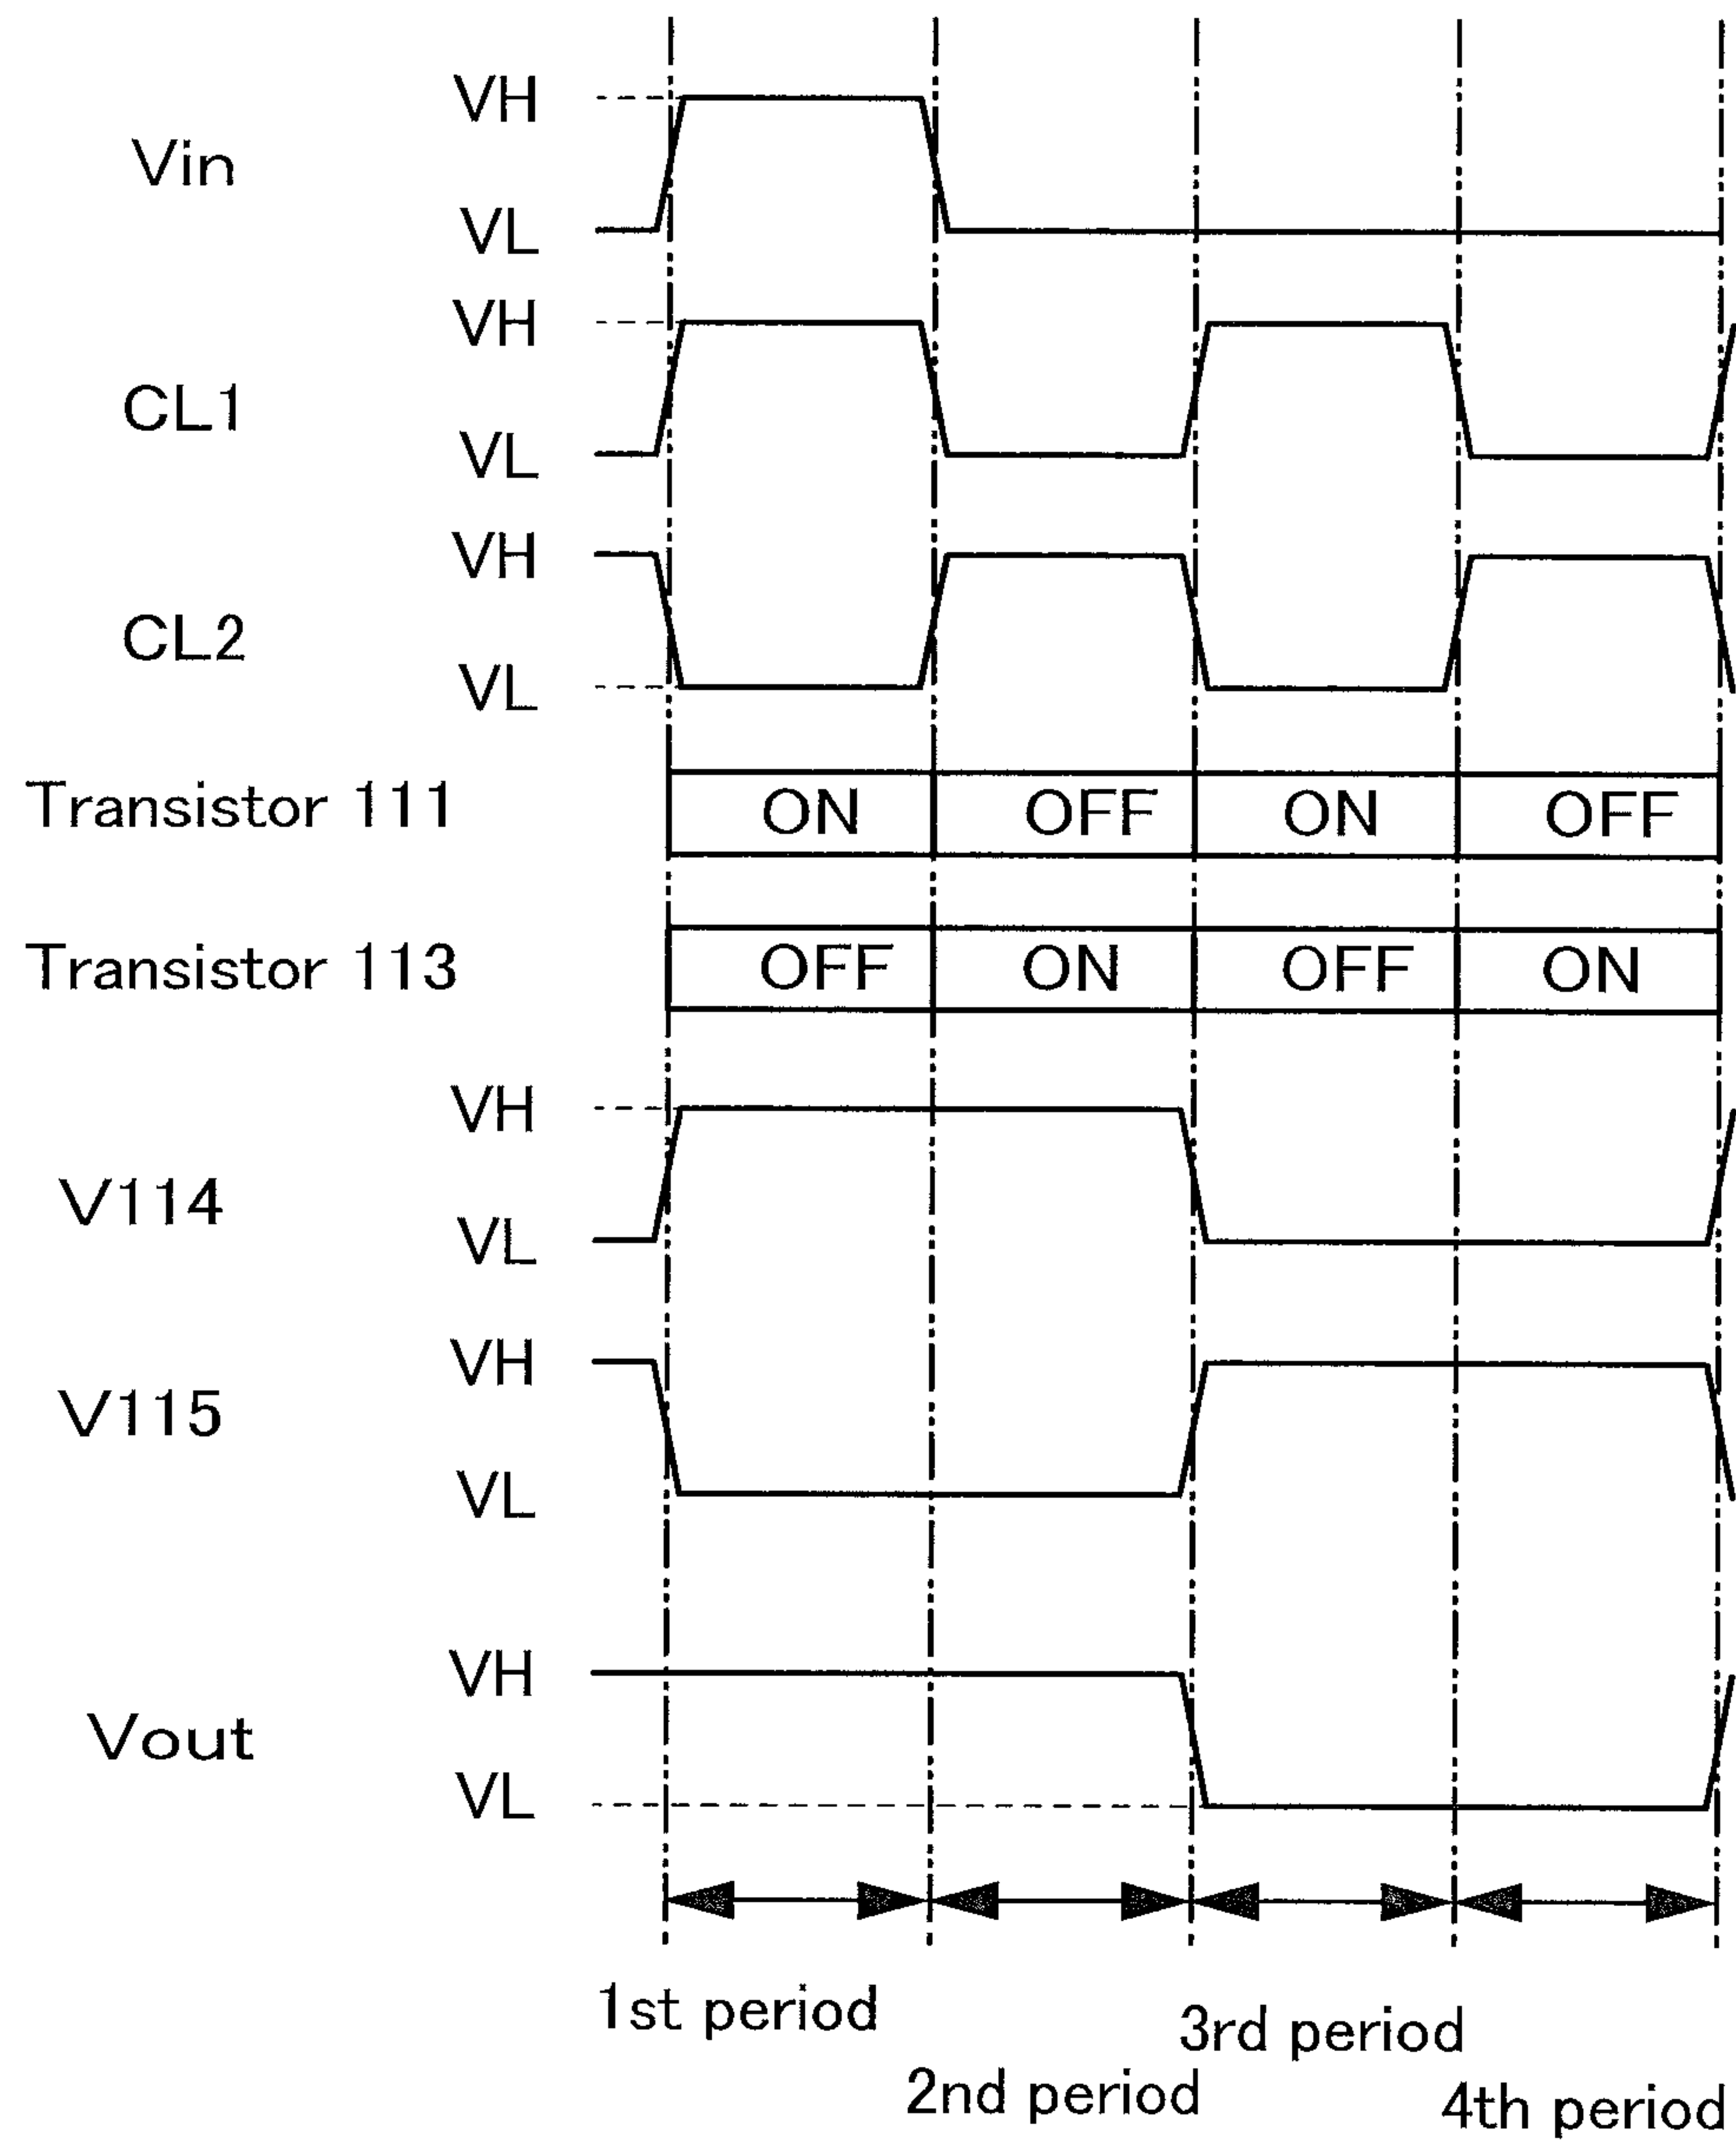 VH
Vin
VL
VH
CL1
VL
VH
CL2
VL
Transistor 111 ON OFF ON OFF
Transistor 113 OFF ON OFF ON
VH
V114
VL
VH
V115
VL
VH
Vout
VL
1st period
3rd period
2nd period
4th period